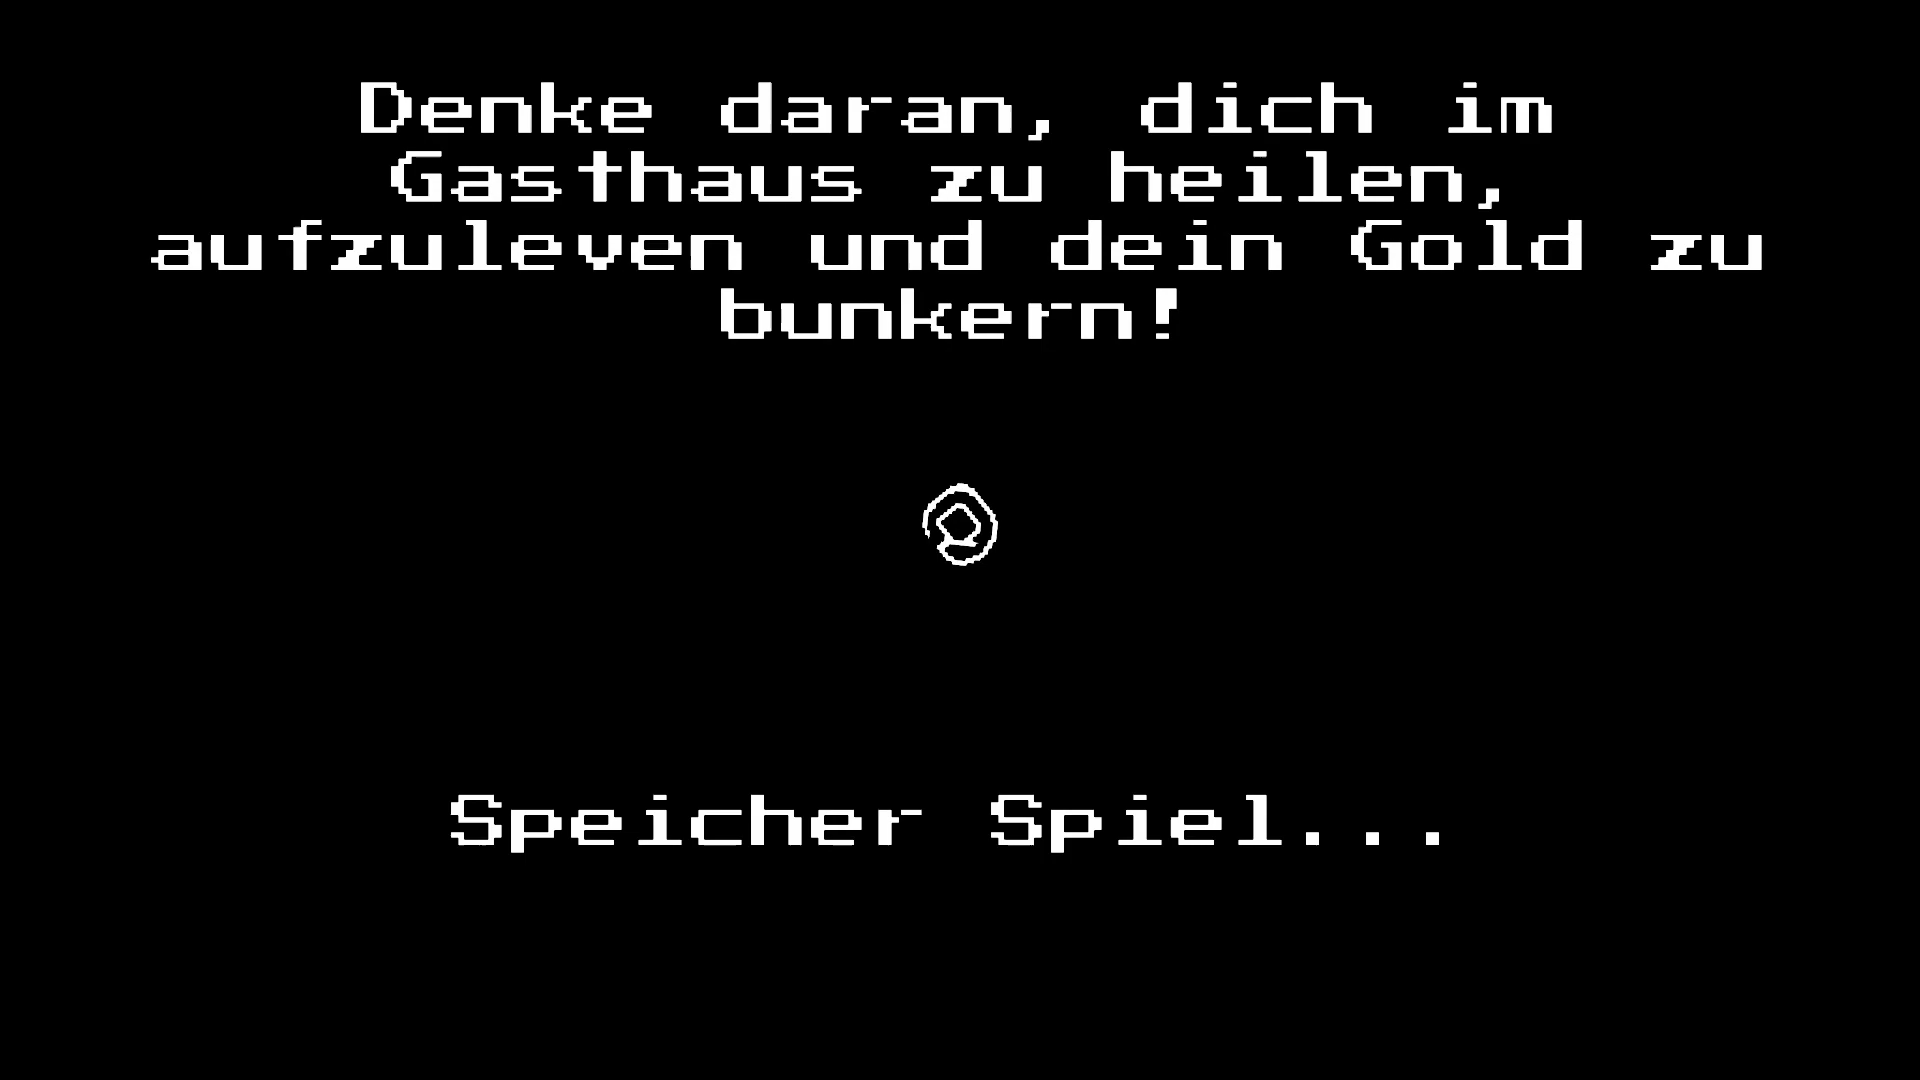 Denke daran, dich im
Gasthaus zu heilen,
aufzuleven und dein Gold zu
bunkern!
@
Speicher Spiel...